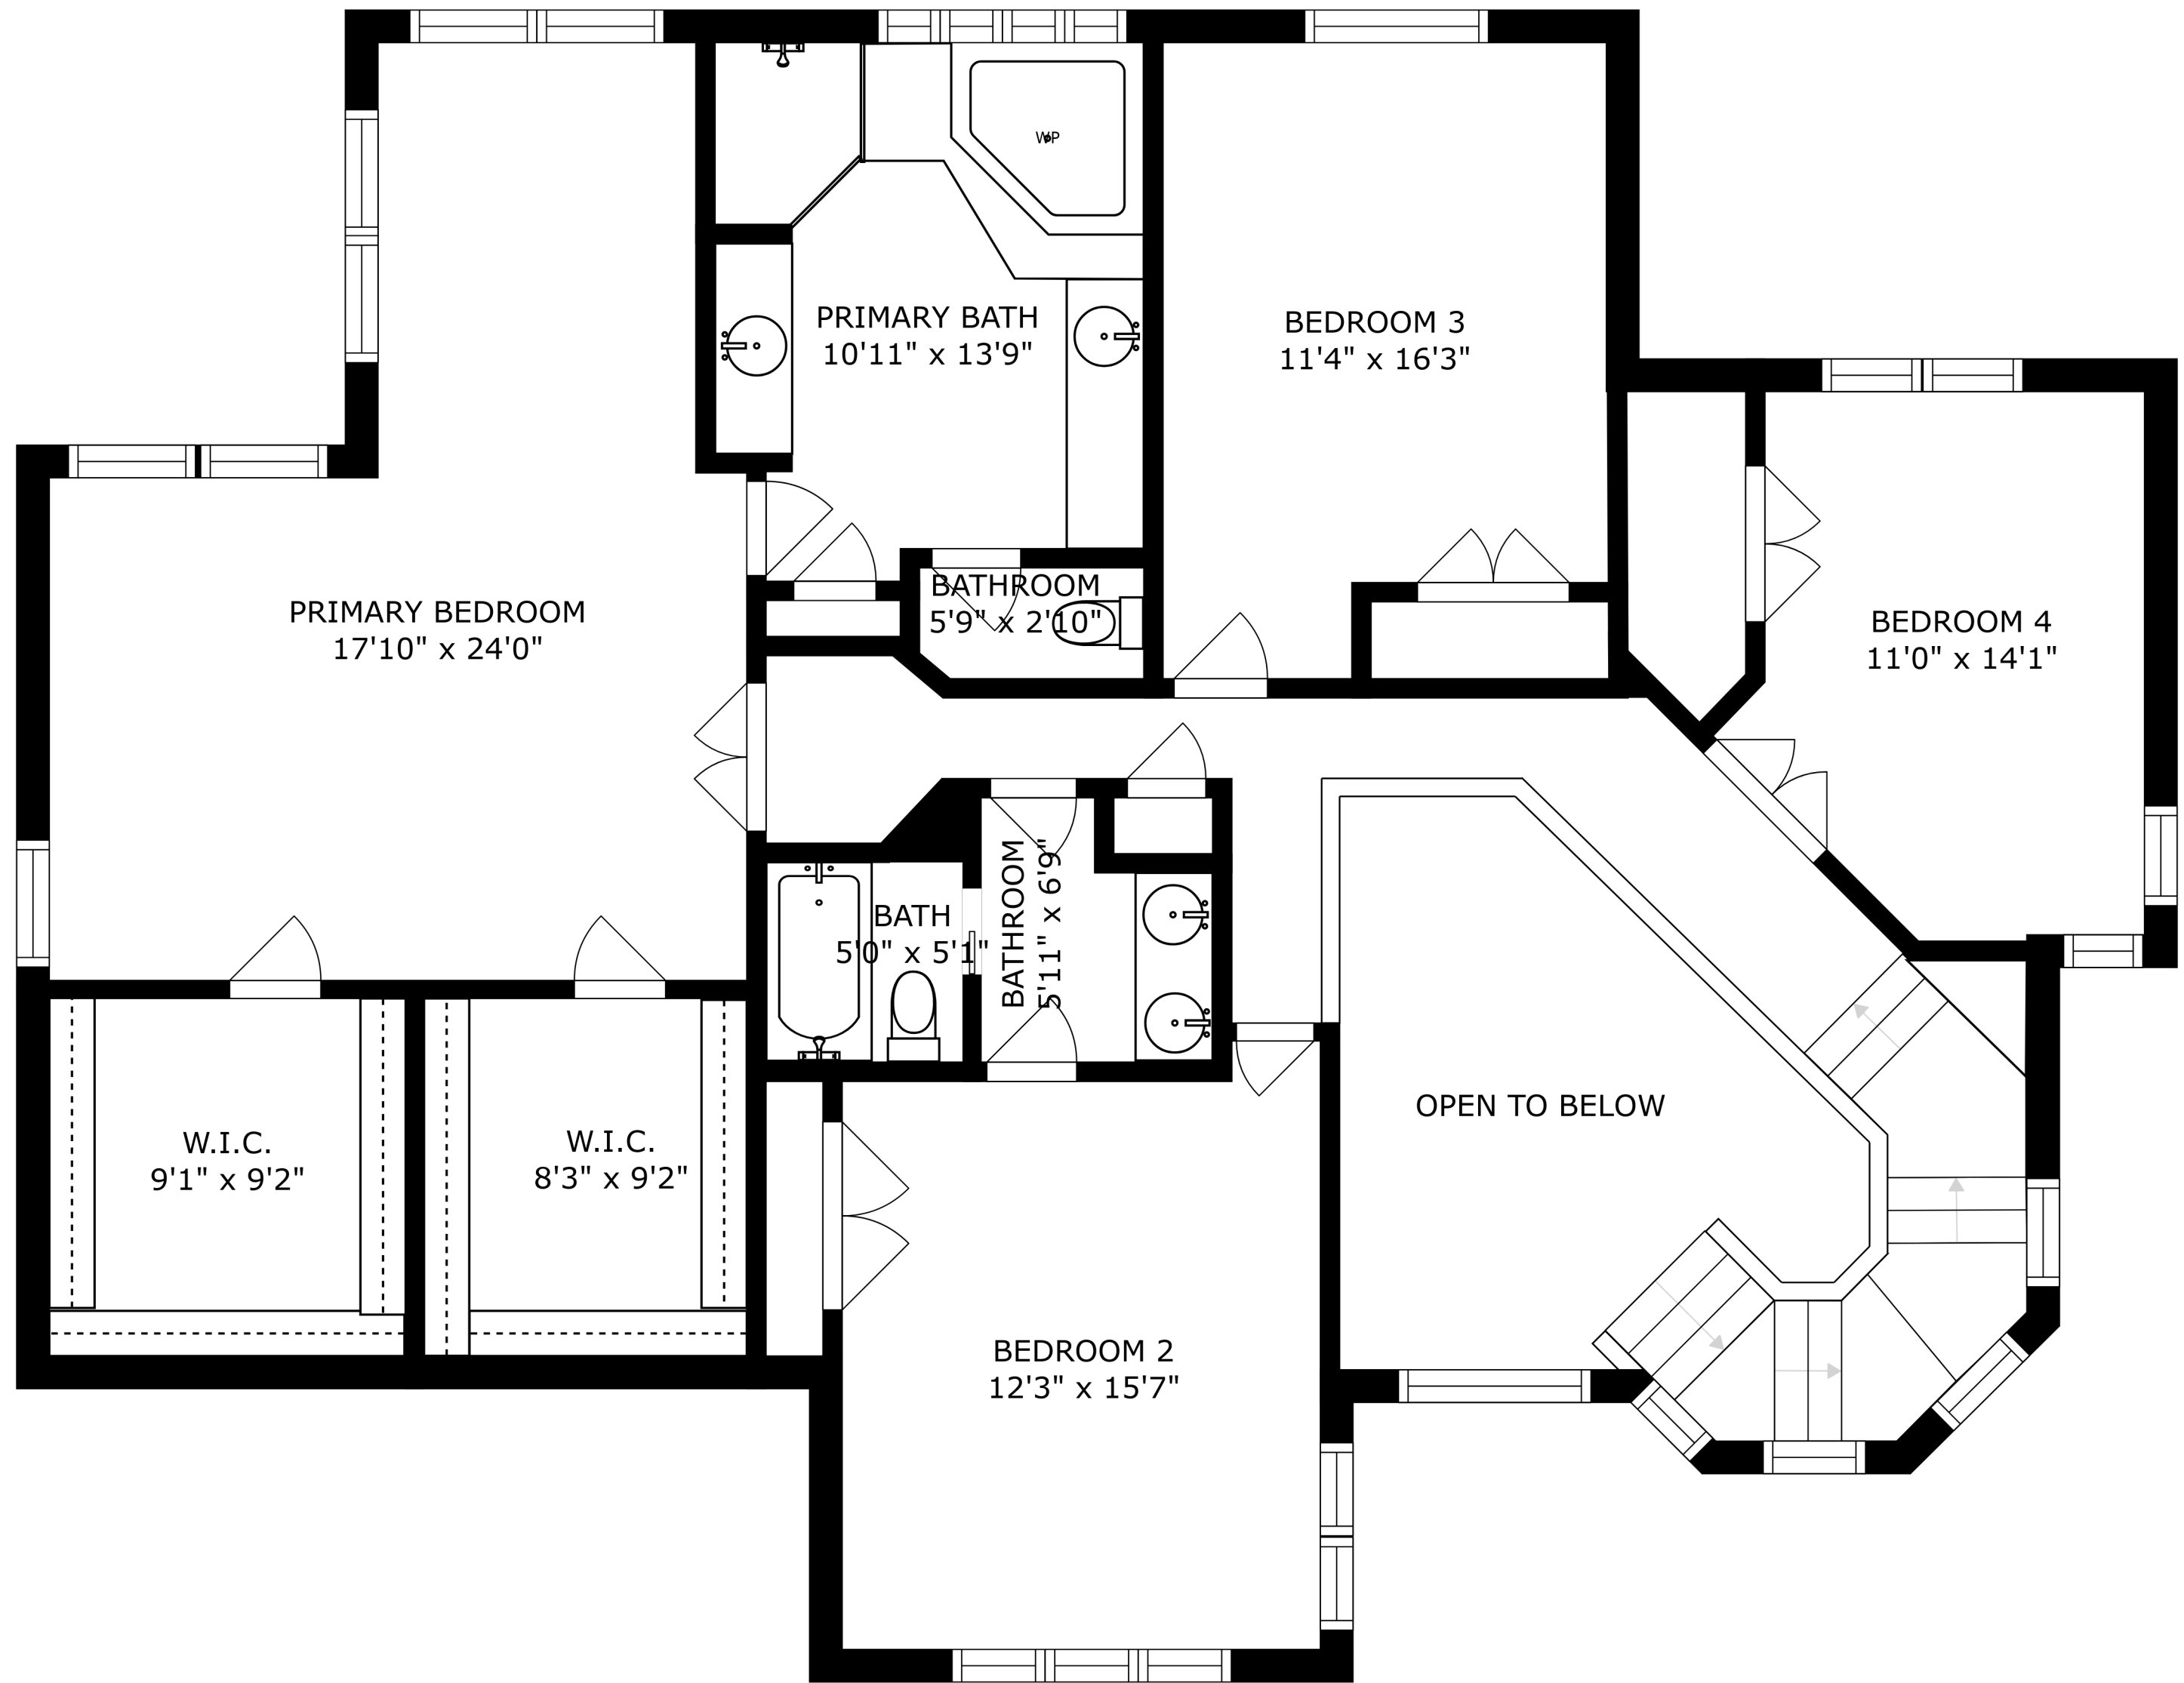 WP
PRIMARY BATH
10'11" x 13'9"
BEDROOM 3
11'4" x 16'3"
PRIMARY BEDROOM
17'10" x 24'0"
BATHROOM
5'9" x 2'10"
BEDROOM 4
11'0" x 14'1"
BATH
5'0" x 5'1"
BATHROOM
5'11" x 6'9"
OPEN TO BELOW
W.I.C.
9'1" x 9'2"
W.I.C.
8'3" x 9'2"
BEDROOM 2
12'3" x 15'7"